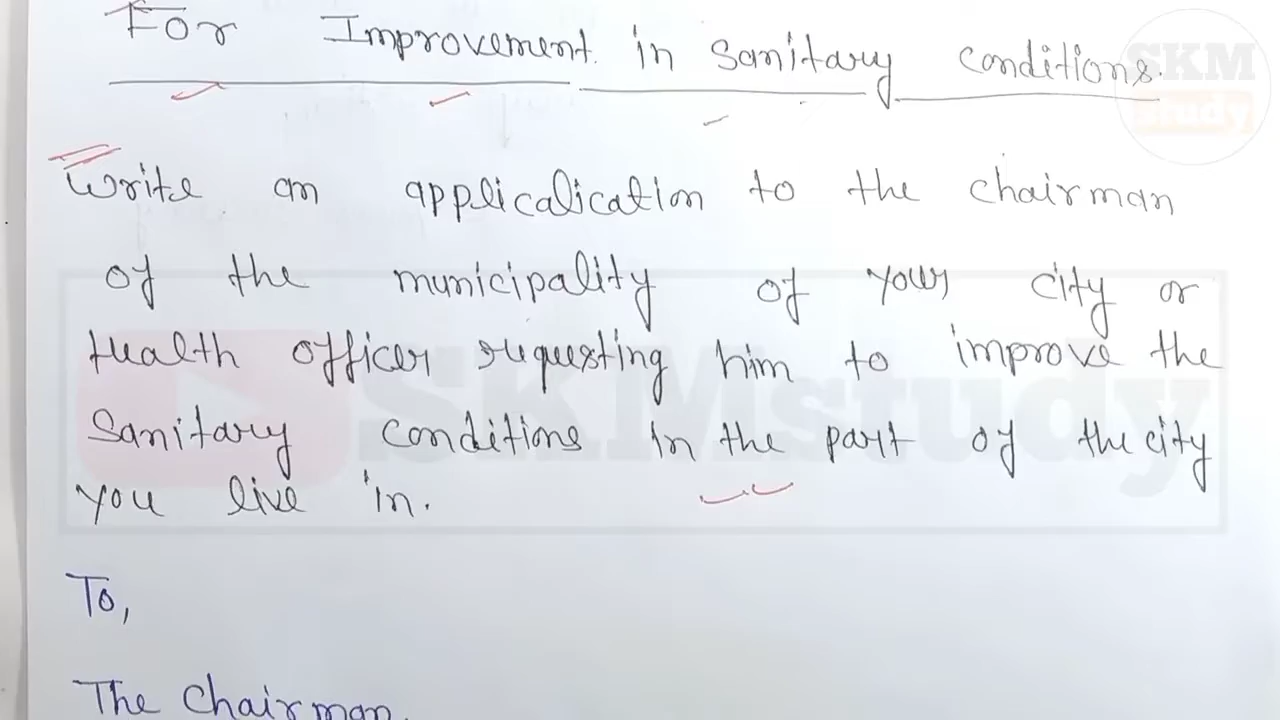 For Improvement in Sanitary conditions.
SKM
study
Write an applicalication to the chairman
of the municipality of your city or
Health officer requesting him to improve the
SKMstudy
Sanitary conditions in the part of the city
you live in.
To,
The Chairman,